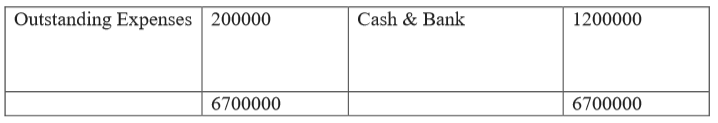 Outstanding Expenses 200000 Cash & Bank 1200000
6700000 6700000